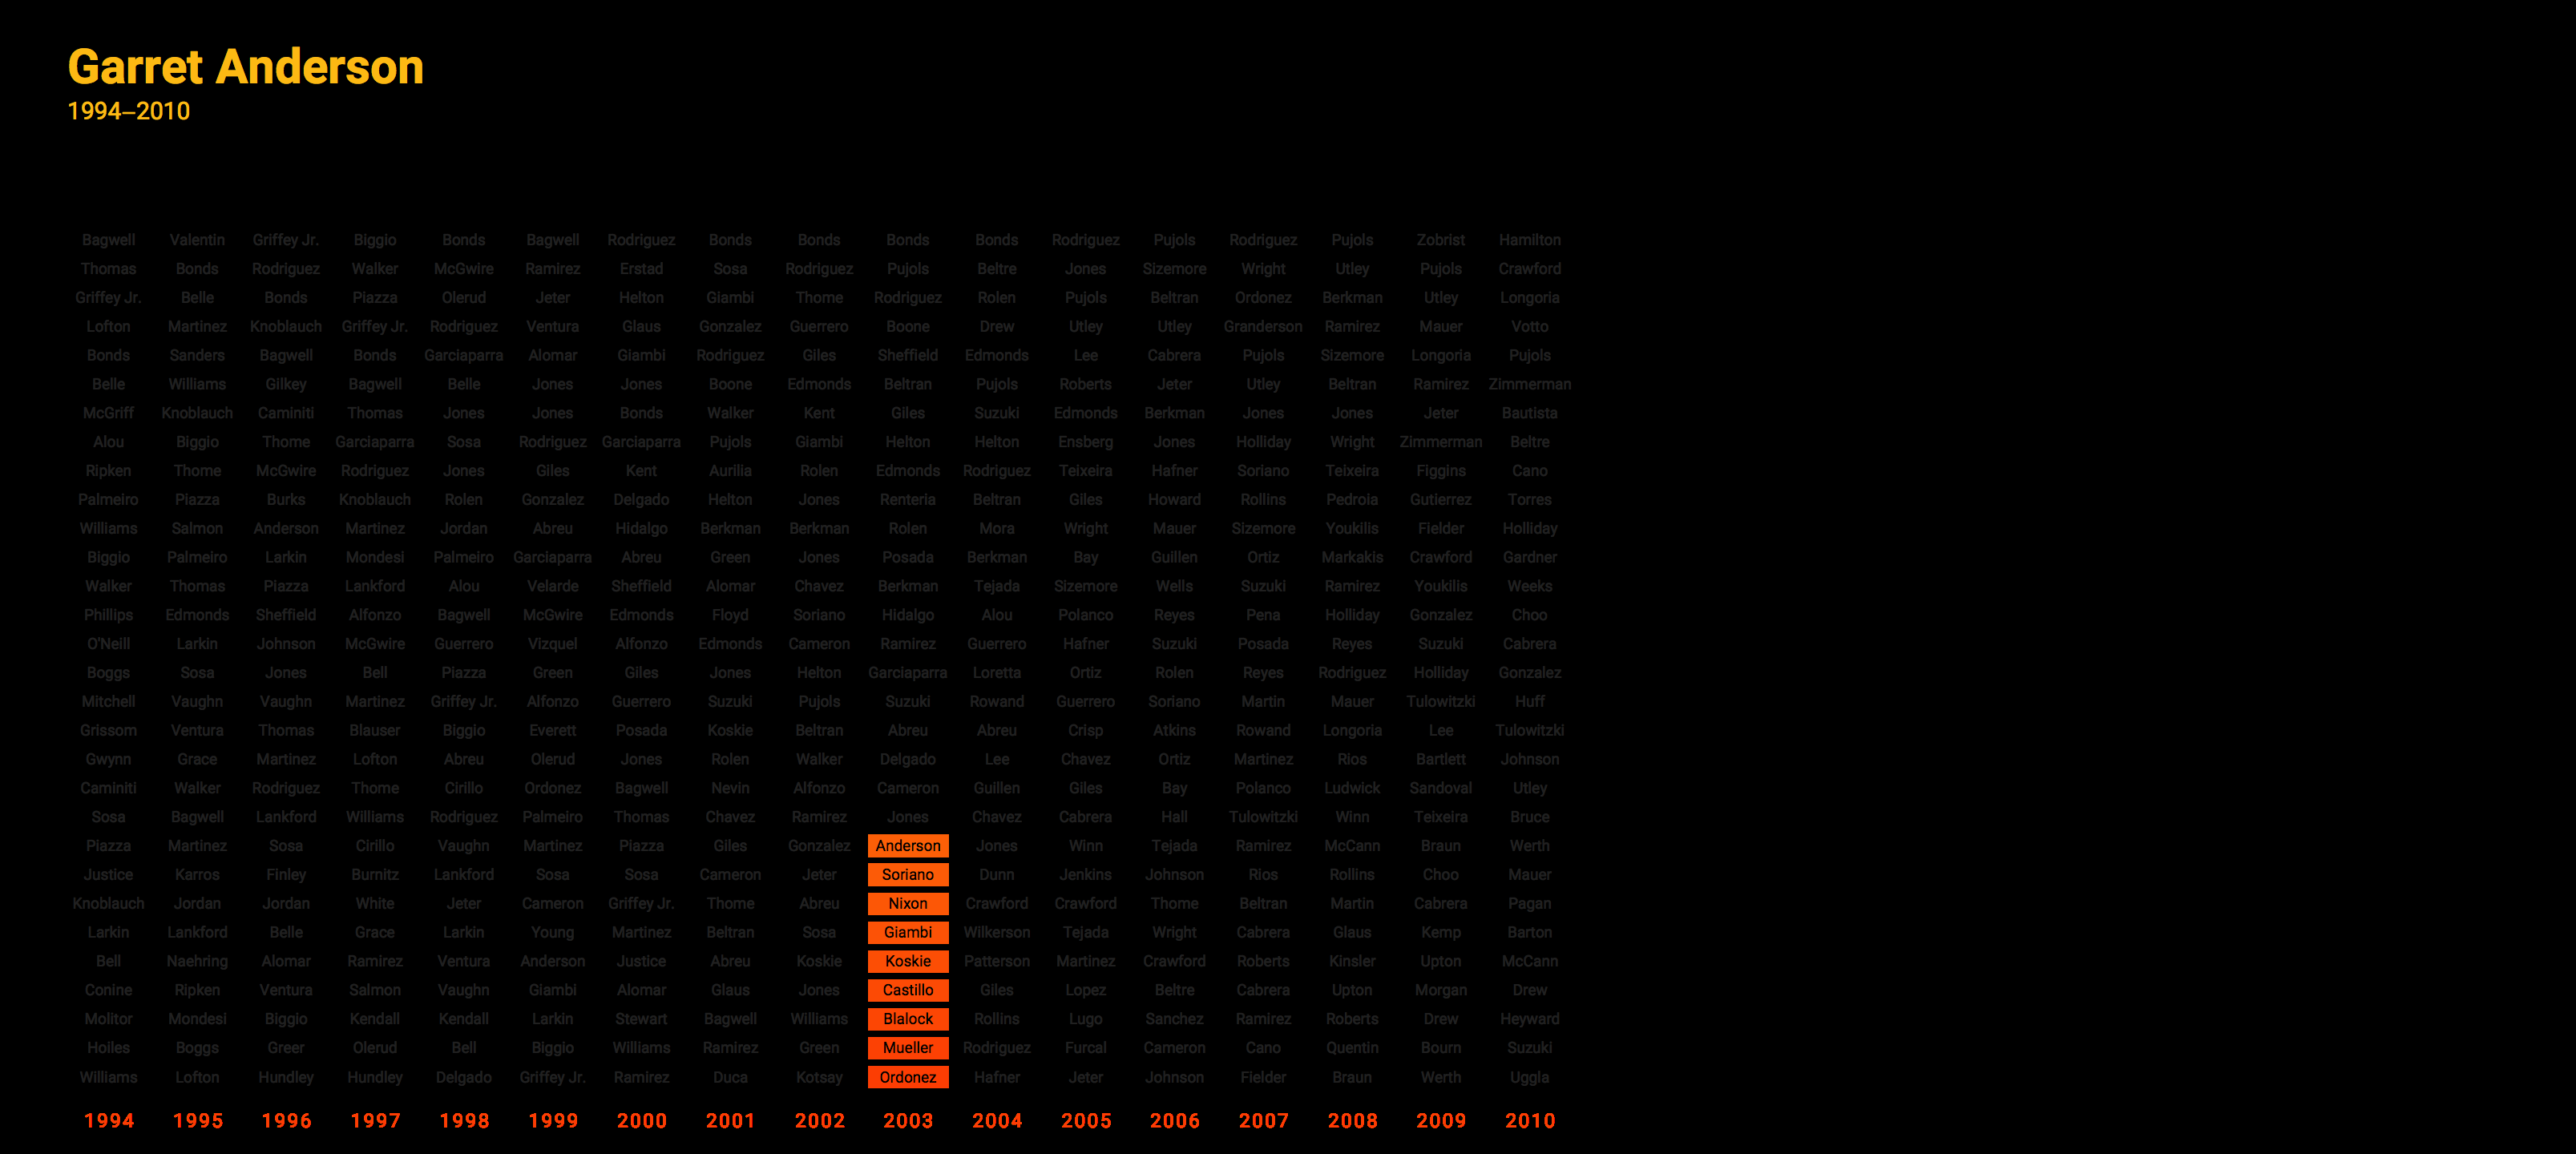 Garret Anderson
1994–2010
Bagwell Valentin Griffey Jr. Biggio Bonds Bagwell Rodriguez Bonds Bonds Bonds Bonds Rodriguez Pujols Rodriguez Pujols Zobrist Hamilton
Thomas Bonds Rodriguez Walker McGwire Ramirez Erstad Sosa Rodriguez Pujols Beltre Jones Sizemore Wright Utley Pujols Crawford
Griffey Jr. Belle Bonds Piazza Olerud Jeter Helton Giambi Thome Rodriguez Rolen Pujols Beltran Ordonez Berkman Utley Longoria
Lofton Martinez Knoblauch Griffey Jr. Rodriguez Ventura Glaus Gonzalez Guerrero Boone Drew Utley Utley Granderson Ramirez Mauer Votto
Bonds Sanders Bagwell Bonds Garciaparra Alomar Giambi Rodriguez Giles Sheffield Edmonds Lee Cabrera Pujols Sizemore Longoria Pujols
Belle Williams Gilkey Bagwell Belle Jones Jones Boone Edmonds Beltran Pujols Roberts Jeter Utley Beltran Ramirez Zimmerman
McGriff Knoblauch Caminiti Thomas Jones Jones Bonds Walker Kent Giles Suzuki Edmonds Berkman Jones Jones Jeter Bautista
Alou Biggio Thome Garciaparra Sosa Rodriguez Garciaparra Pujols Giambi Helton Helton Ensberg Jones Holliday Wright Zimmerman Beltre
Ripken Thome McGwire Rodriguez Jones Giles Kent Aurilia Rolen Edmonds Rodriguez Teixeira Hafner Soriano Teixeira Figgins Cano
Palmeiro Piazza Burks Knoblauch Rolen Gonzalez Delgado Helton Jones Renteria Beltran Giles Howard Rollins Pedroia Gutierrez Torres
Williams Salmon Anderson Martinez Jordan Abreu Hidalgo Berkman Berkman Rolen Mora Wright Mauer Sizemore Youkilis Fielder Holliday
Biggio Palmeiro Larkin Mondesi Palmeiro Garciaparra Abreu Green Jones Posada Berkman Bay Guillen Ortiz Markakis Crawford Gardner
Walker Thomas Piazza Lankford Alou Velarde Sheffield Alomar Chavez Berkman Tejada Sizemore Wells Suzuki Ramirez Youkilis Weeks
Phillips Edmonds Sheffield Alfonzo Bagwell McGwire Edmonds Floyd Soriano Hidalgo Alou Polanco Reyes Pena Holliday Gonzalez Choo
O'Neill Larkin Johnson McGwire Guerrero Vizquel Alfonzo Edmonds Cameron Ramirez Guerrero Hafner Suzuki Posada Reyes Suzuki Cabrera
Boggs Sosa Jones Bell Piazza Green Giles Jones Helton Garciaparra Loretta Ortiz Rolen Reyes Rodriguez Holliday Gonzalez
Mitchell Vaughn Vaughn Martinez Griffey Jr. Alfonzo Guerrero Suzuki Pujols Suzuki Rowand Guerrero Soriano Martin Mauer Tulowitzki Huff
Grissom Ventura Thomas Blauser Biggio Everett Posada Koskie Beltran Abreu Abreu Crisp Atkins Rowand Longoria Lee Tulowitzki
Gwynn Grace Martinez Lofton Abreu Olerud Jones Rolen Walker Delgado Lee Chavez Ortiz Martinez Rios Bartlett Johnson
Caminiti Walker Rodriguez Thome Cirillo Ordonez Bagwell Nevin Alfonzo Cameron Guillen Giles Bay Polanco Ludwick Sandoval Utley
Sosa Bagwell Lankford Williams Rodriguez Palmeiro Thomas Chavez Ramirez Jones Chavez Cabrera Hall Tulowitzki Winn Teixeira Bruce
Piazza Martinez Sosa Cirillo Vaughn Martinez Piazza Giles Gonzalez Anderson Jones Winn Tejada Ramirez McCann Braun Werth
Justice Karros Finley Burnitz Lankford Sosa Sosa Cameron Jeter Soriano Dunn Jenkins Johnson Rios Rollins Choo Mauer
Knoblauch Jordan Jordan White Jeter Cameron Griffey Jr. Thome Abreu Nixon Crawford Crawford Thome Beltran Martin Cabrera Pagan
Larkin Lankford Belle Grace Larkin Young Martinez Beltran Sosa Giambi Wilkerson Tejada Wright Cabrera Glaus Kemp Barton
Bell Naehring Alomar Ramirez Ventura Anderson Justice Abreu Koskie Koskie Patterson Martinez Crawford Roberts Kinsler Upton McCann
Conine Ripken Ventura Salmon Vaughn Giambi Alomar Glaus Jones Castillo Giles Lopez Beltre Cabrera Upton Morgan Drew
Molitor Mondesi Biggio Kendall Kendall Larkin Stewart Bagwell Williams Blalock Rollins Lugo Sanchez Ramirez Roberts Drew Heyward
Hoiles Boggs Greer Olerud Bell Biggio Williams Ramirez Green Mueller Rodriguez Furcal Cameron Cano Quentin Bourn Suzuki
Williams Lofton Hundley Hundley Delgado Griffey Jr. Ramirez Duca Kotsay Ordonez Hafner Jeter Johnson Fielder Braun Werth Uggla
1994 1995 1996 1997 1998 1999 2000 2001 2002 2003 2004 2005 2006 2007 2008 2009 2010